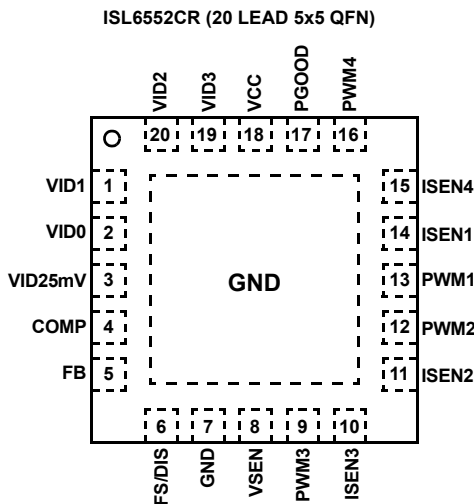 ISL6552CR (20 LEAD 5x5 QFN)
VID2 VID3 VCC PGOOD PWM4
20 19 18 17 16
VID1 1 15 ISEN4
VID0 2 14 ISEN1
VID25mV 3 GND 13 PWM1
COMP 4 12 PWM2
FB 5 11 ISEN2
6 7 8 9 10
FS/DIS GND VSEN PWM3 ISEN3